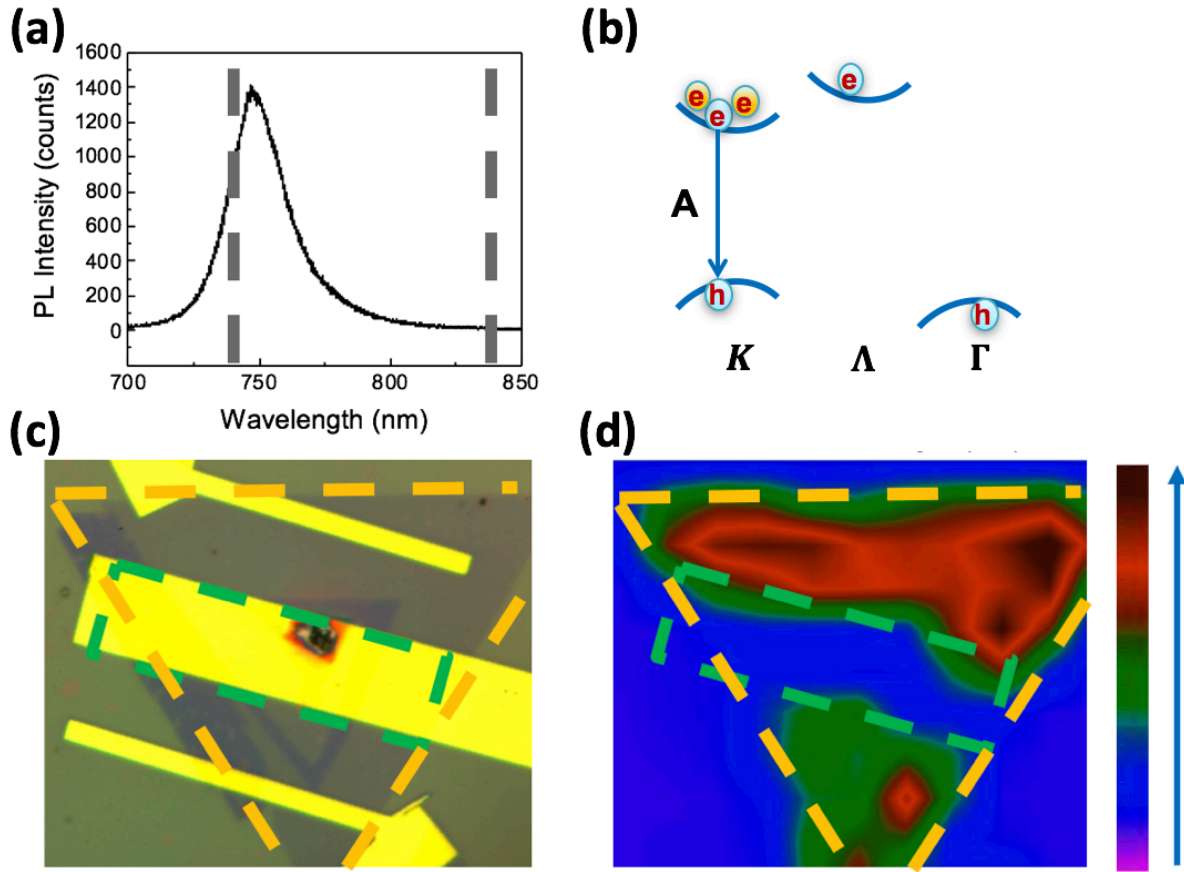 (a)
1600
1400
1200
1000
800
600
400
200
0
PL Intensity (counts)
700 750 800 850
Wavelength (nm)
(b)
e e e
e
A
h
h
K Λ Γ
(c)
(d)